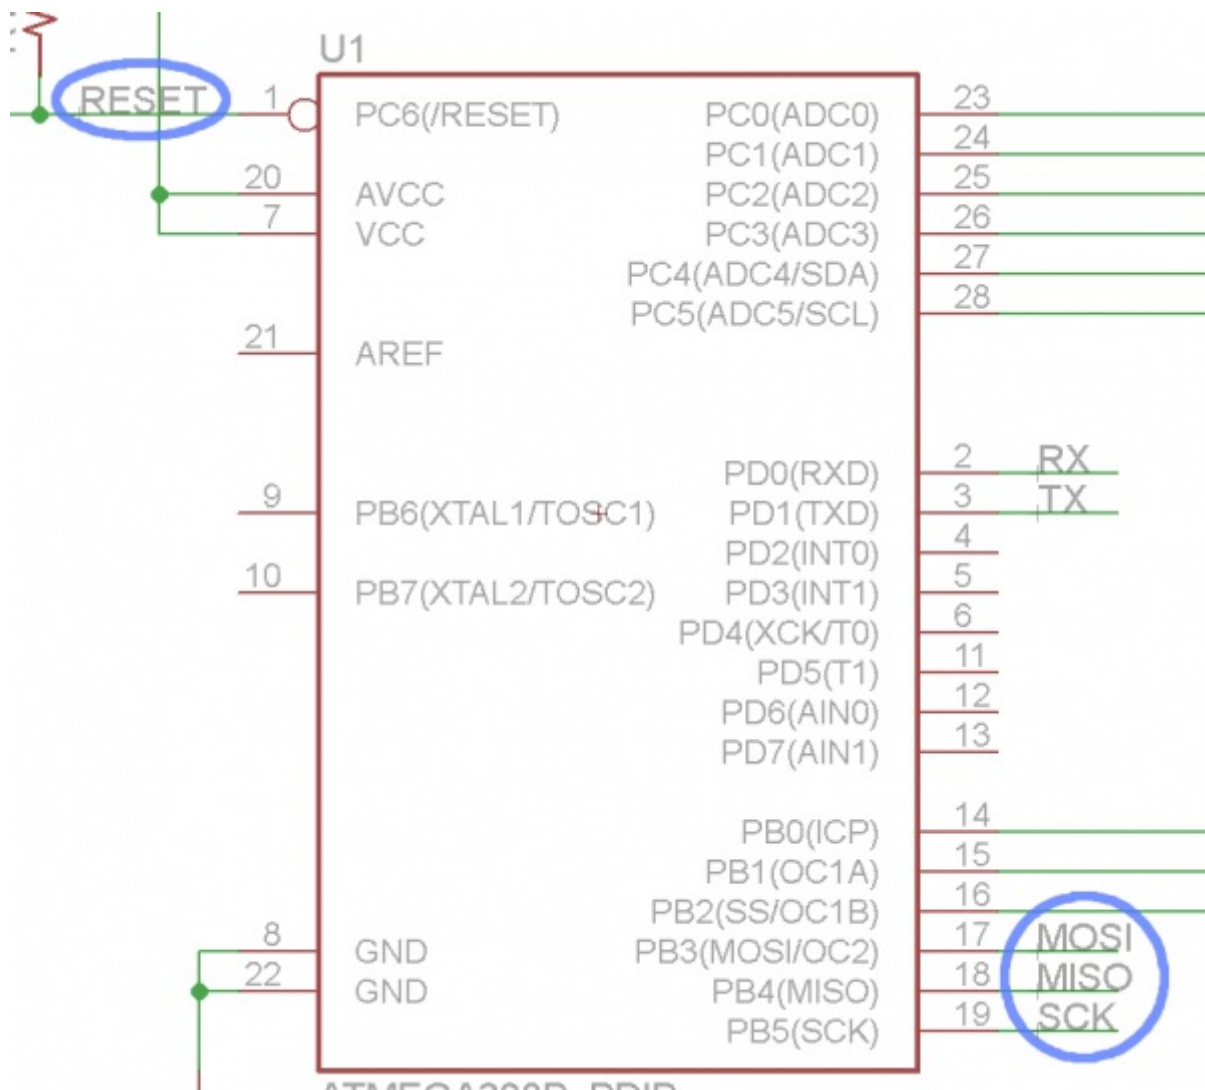 U1
RESET 1 PC6(/RESET) PC0(ADC0) 23
PC1(ADC1) 24
20 AVCC PC2(ADC2) 25
7 VCC PC3(ADC3) 26
PC4(ADC4/SDA) 27
PC5(ADC5/SCL) 28
21 AREF
PD0(RXD) 2 RX
9 PB6(XTAL1/TOSC1) PD1(TXD) 3 TX
PD2(INT0) 4
10 PB7(XTAL2/TOSC2) PD3(INT1) 5
PD4(XCK/T0) 6
PD5(T1) 11
PD6(AIN0) 12
PD7(AIN1) 13
PB0(ICP) 14
PB1(OC1A) 15
PB2(SS/OC1B) 16
8 GND PB3(MOSI/OC2) 17 MOSI
22 GND PB4(MISO) 18 MISO
PB5(SCK) 19 SCK